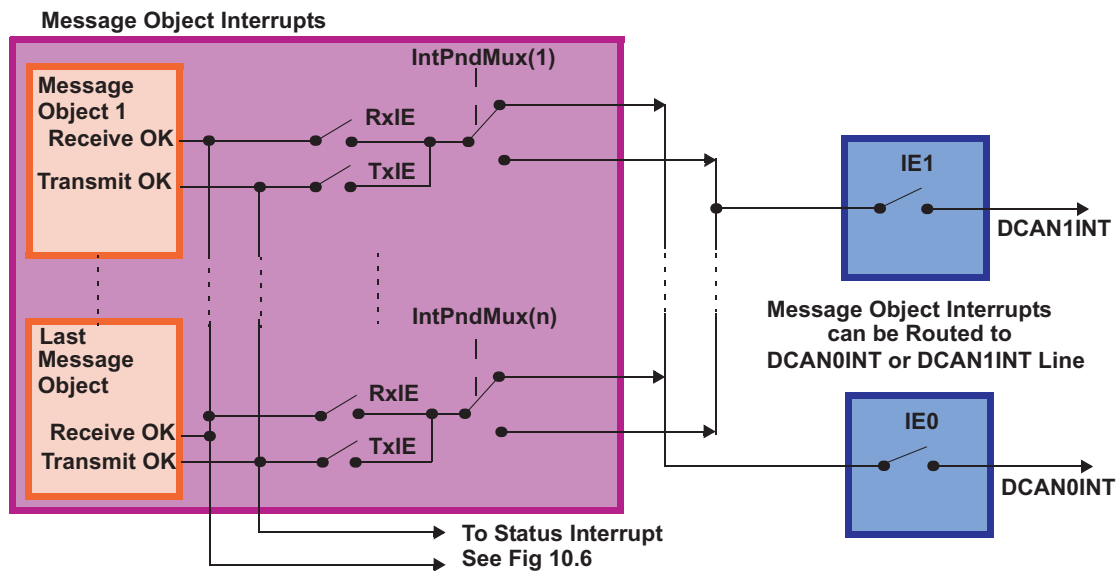 Message Object Interrupts
IntPndMux(1)
Message
Object 1
Receive OK
RxIE
Transmit OK
TxIE
IE1
DCAN1INT
Message Object Interrupts
can be Routed to
DCAN0INT or DCAN1INT Line
IntPndMux(n)
Last
Message
Object
Receive OK
RxIE
Transmit OK
TxIE
IE0
DCAN0INT
To Status Interrupt
See Fig 10.6